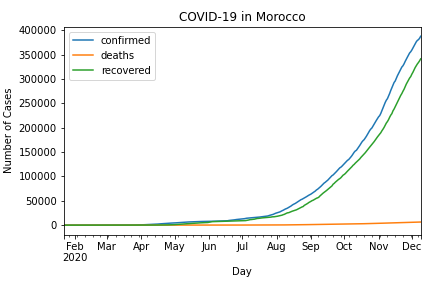 COVID-19 in Morocco
confirmed
deaths
recovered
Number of Cases
400000
350000
300000
250000
200000
150000
100000
50000
0
Feb Mar Apr May Jun Jul Aug Sep Oct Nov Dec
2020
Day